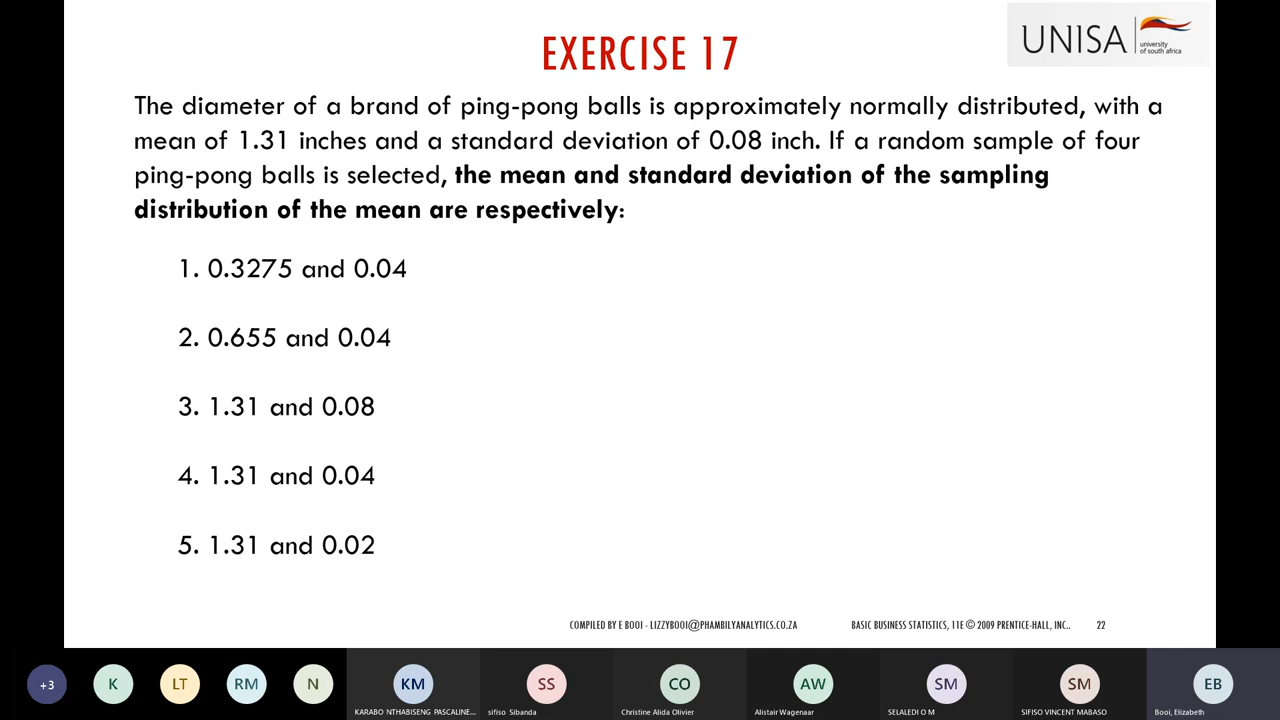 EXERCISE 17
UNISA
university
of south africa
The diameter of a brand of ping-pong balls is approximately normally distributed, with a
mean of 1.31 inches and a standard deviation of 0.08 inch. If a random sample of four
ping-pong balls is selected, the mean and standard deviation of the sampling
distribution of the mean are respectively:
1. 0.3275 and 0.04
2. 0.655 and 0.04
3. 1.31 and 0.08
4. 1.31 and 0.04
5. 1.31 and 0.02
COMPILED BY E BOOI - LIZZYBOOI@PHAMBILYANALYTICS.CO.ZA
BASIC BUSINESS STATISTICS, 11E © 2009 PRENTICE-HALL, INC..
22
+3
K
LT
RM
N
KM
SS
CO
AW
SM
SM
EB
KARABO NTHABISENG PASCALINE...
sifiso Sibanda
Christine Alida Olivier
Alistair Wagenaar
SELALEDI O M
SIFISO VINCENT MABASO
Booi, Elizabeth